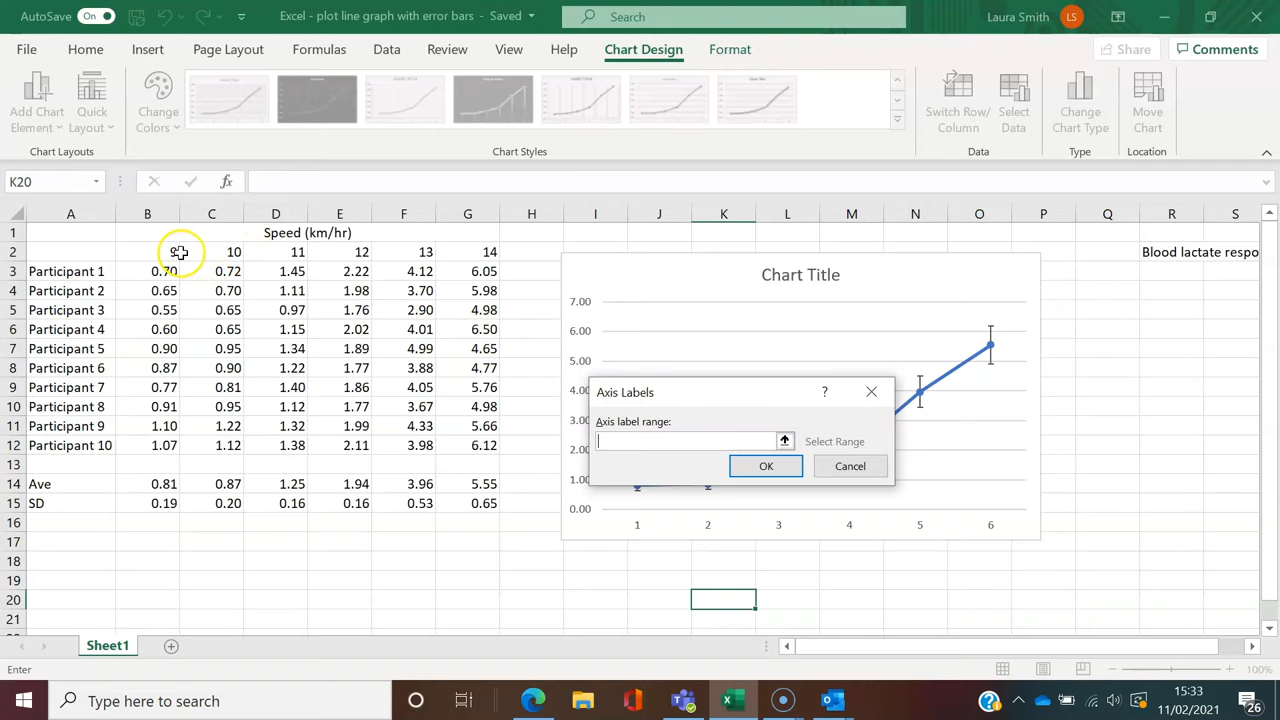 AutoSave On Excel - plot line graph with error bars - Saved Search Laura Smith LS
File Home Insert Page Layout Formulas Data Review View Help Chart Design Format Share Comments
Add Chart Element Quick Layout Change Colors Switch Row/ Column Select Data Change Chart Type Move Chart
Chart Layouts Chart Styles Data Type Location
K20 fx
A B C D E F G H I J K L M N O P Q R S
1 Speed (km/hr)
2 9 10 11 12 13 14 Blood lactate respo
3 Participant 1 0.70 0.72 1.45 2.22 4.12 6.05
4 Participant 2 0.65 0.70 1.11 1.98 3.70 5.98
5 Participant 3 0.55 0.65 0.97 1.76 2.90 4.98
6 Participant 4 0.60 0.65 1.15 2.02 4.01 6.50
7 Participant 5 0.90 0.95 1.34 1.89 4.99 4.65
8 Participant 6 0.87 0.90 1.22 1.77 3.88 4.77
9 Participant 7 0.77 0.81 1.40 1.86 4.05 5.76
10 Participant 8 0.91 0.95 1.12 1.77 3.67 4.98
11 Participant 9 1.10 1.22 1.32 1.99 4.33 5.66
12 Participant 10 1.07 1.12 1.38 2.11 3.98 6.12
13
14 Ave 0.81 0.87 1.25 1.94 3.96 5.55
15 SD 0.19 0.20 0.16 0.16 0.53 0.65
16
17
18
19
20
21
Chart Title
7.00
6.00
5.00
4.00
3.00
2.00
1.00
0.00
1 2 3 4 5 6
Axis Labels ?
Axis label range:
Select Range
OK Cancel
Sheet1
Enter 100%
Type here to search 15:33
11/02/2021 26